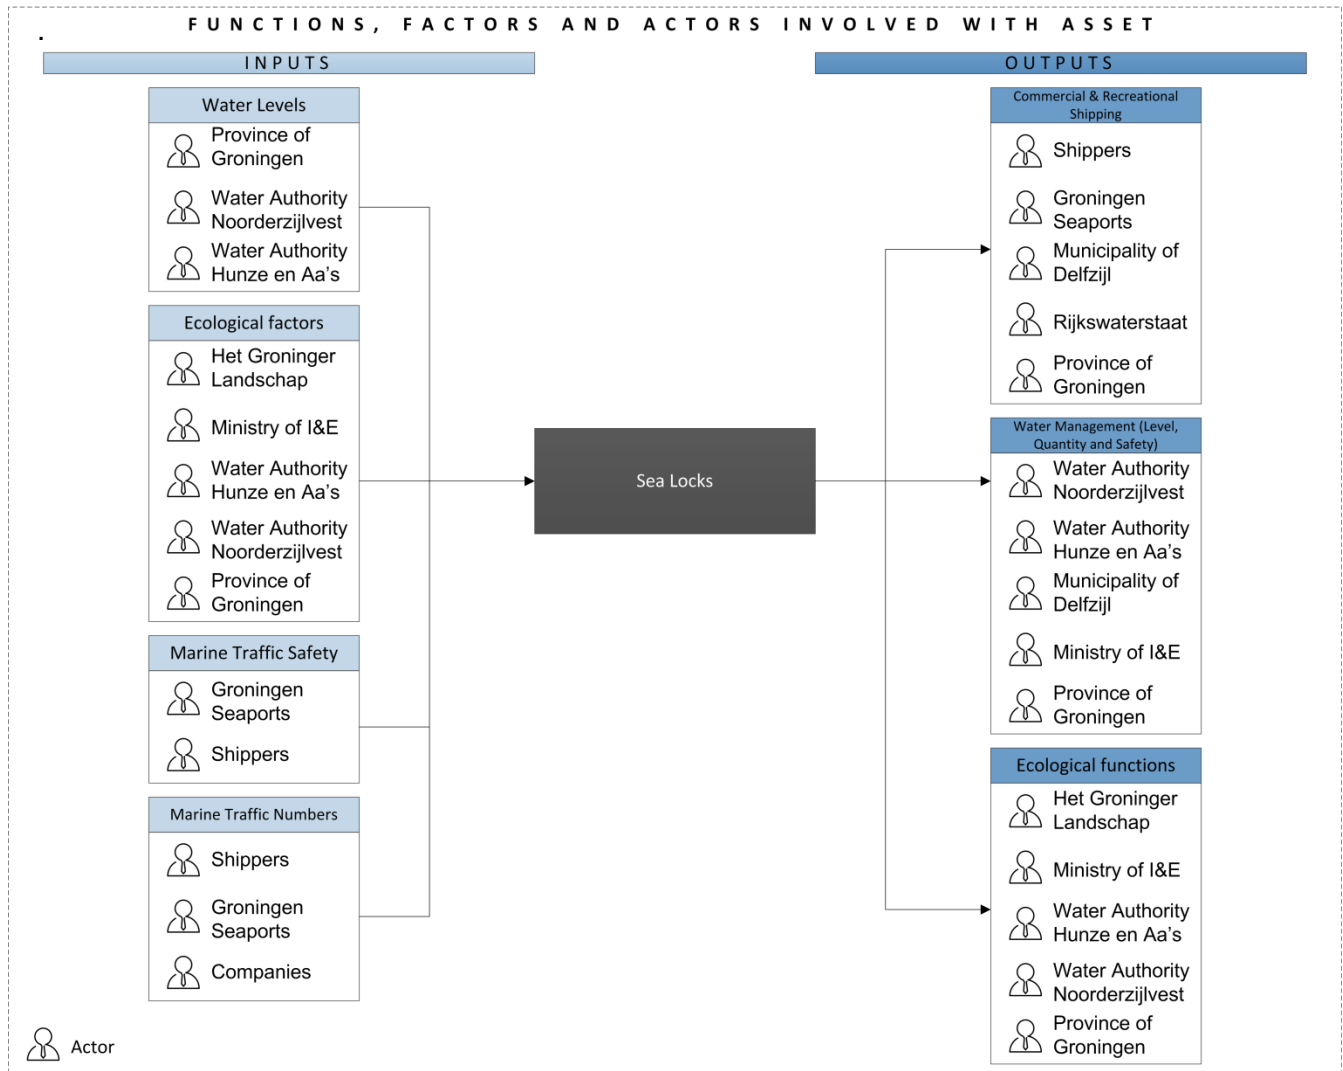 FUNCTIONS, FACTORS AND ACTORS INVOLVED WITH ASSET
.
INPUTS
Water Levels
Province of
Groningen
Water Authority
Noorderzijlvest
Water Authority
Hunze en Aa’s
Ecological factors
Het Groninger
Landschap
Ministry of I&E
Water Authority
Hunze en Aa’s
Water Authority
Noorderzijlvest
Province of
Groningen
Marine Traffic Safety
Groningen
Seaports
Shippers
Marine Traffic Numbers
Shippers
Groningen
Seaports
Companies
Actor
Sea Locks
OUTPUTS
Commercial & Recreational
Shipping
Shippers
Groningen
Seaports
Municipality of
Delfzijl
Rijkswaterstaat
Province of
Groningen
Water Management (Level,
Quantity and Safety)
Water Authority
Noorderzijlvest
Water Authority
Hunze en Aa’s
Municipality of
Delfzijl
Ministry of I&E
Province of
Groningen
Ecological functions
Het Groninger
Landschap
Ministry of I&E
Water Authority
Hunze en Aa’s
Water Authority
Noorderzijlvest
Province of
Groningen